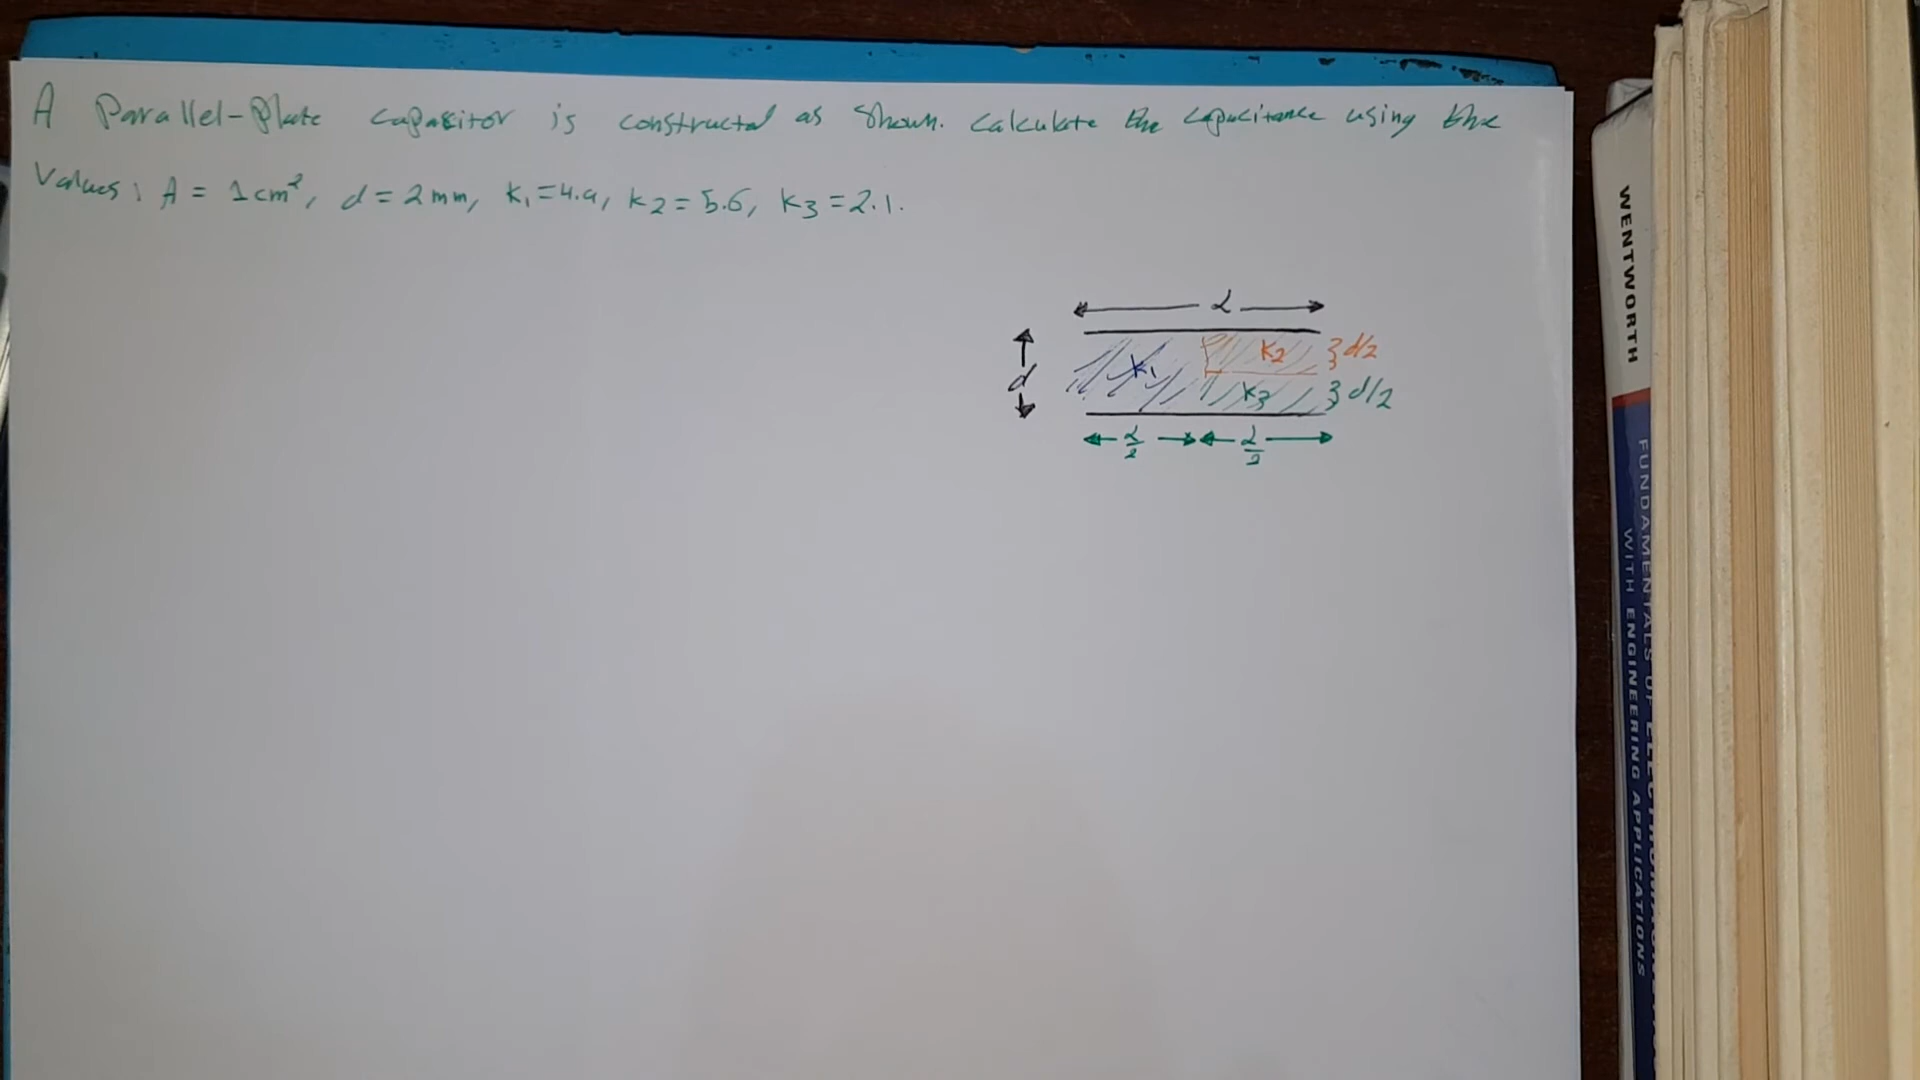 A Parallel-Plate capacitor is constructed as shown. Calculate the capacitance using the
Values: A = 1cm², d = 2mm, K₁=4.9, K₂=5.6, K₃=2.1.
L
d
K₁
K₂
}d/2
K₃
}d/2
L/2 L/2
WENTWORTH
FUNDAMENTALS OF ELECTROMAGNETICS
WITH ENGINEERING APPLICATIONS